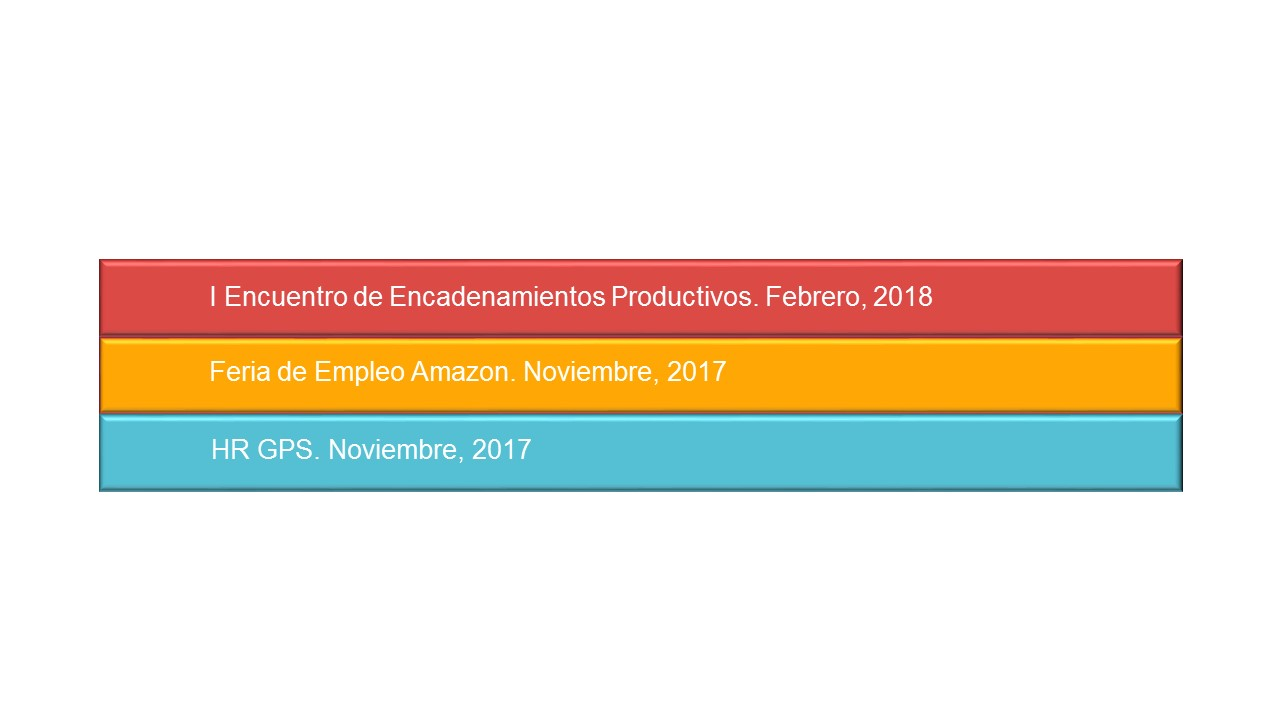 I Encuentro de Encadenamientos Productivos. Febrero, 2018
Feria de Empleo Amazon. Noviembre, 2017
HR GPS. Noviembre, 2017